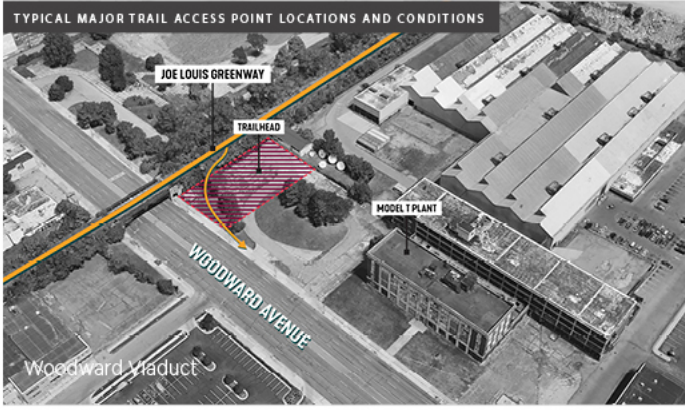 TYPICAL MAJOR TRAIL ACCESS POINT LOCATIONS AND CONDITIONS
JOE LOUIS GREENWAY
TRAILHEAD
MODEL T PLANT
WOODWARD AVENUE
Woodward Viaduct